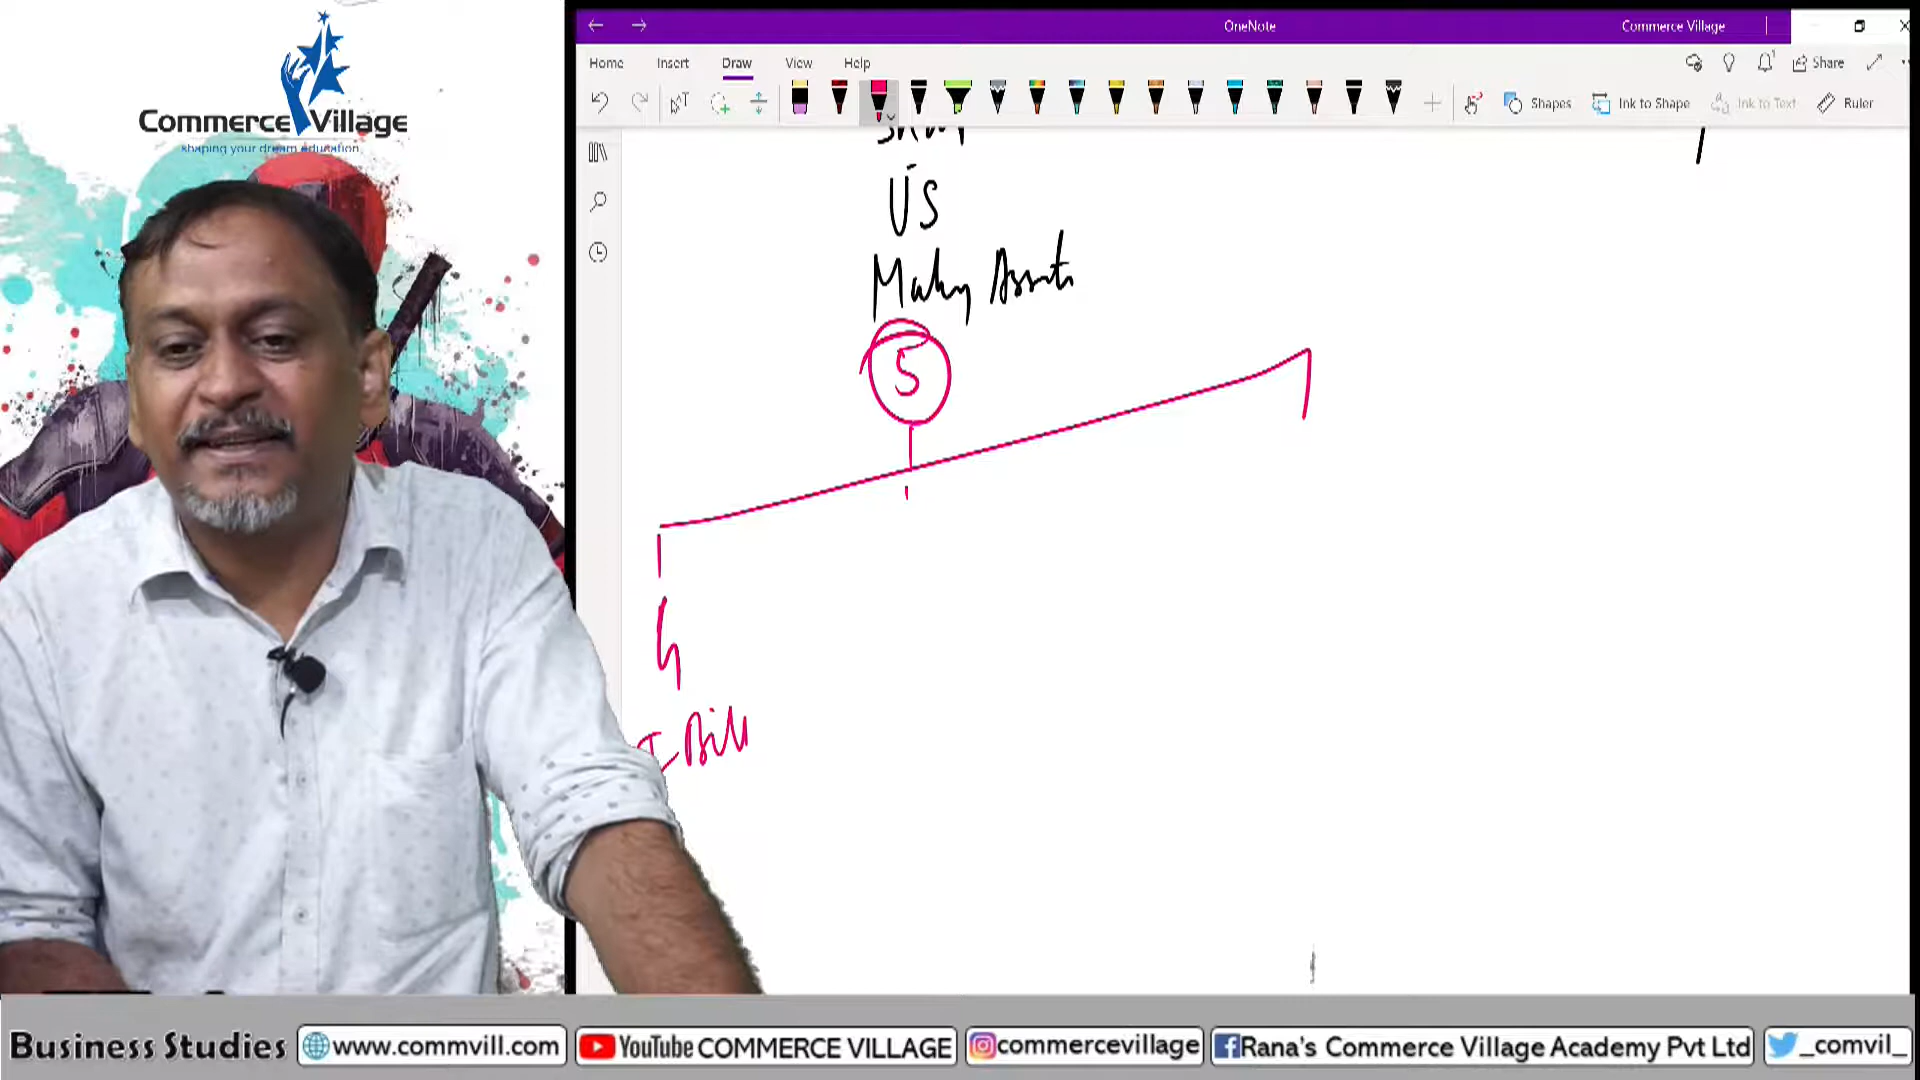 Commerce Village
shaping your dream education
OneNote
Commerce Village
Home Insert Draw View Help
Share
Shapes Ink to Shape Ink to Text Ruler
US
5
G
Bill
Business Studies www.commvill.com YouTube COMMERCE VILLAGE commercevillage Rana's Commerce Village Academy Pvt Ltd _comvil_